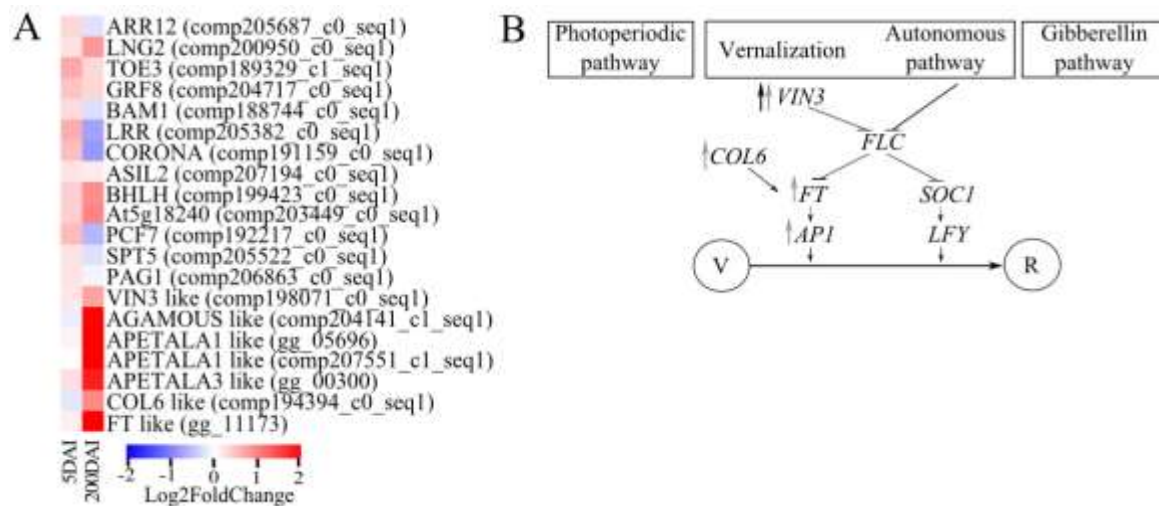 A
ARR12 (comp205687_c0_seq1)
LNG2 (comp200950_c0_seq1)
TOE3 (comp189329_c1_seq1)
GRF8 (comp204717_c0_seq1)
BAM1 (comp188744_c0_seq1)
LRR (comp205382_c0_seq1)
CORONA (comp191159_c0_seq1)
ASIL2 (comp207194_c0_seq1)
BHLH (comp199423_c0_seq1)
At5g18240 (comp203449_c0_seq1)
PCF7 (comp192217_c0_seq1)
SPT5 (comp205522_c0_seq1)
PAG1 (comp206863_c0_seq1)
VIN3 like (comp198071_c0_seq1)
AGAMOUS like (comp204141_c1_seq1)
APETALA1 like (gg_05696)
APETALA1 like (comp207551_c1_seq1)
APETALA3 like (gg_00300)
COL6 like (comp194394_c0_seq1)
FT like (gg_11173)
5DAI
200DAI
-2 -1 0 1 2
Log2FoldChange
B
Photoperiodic
pathway
Vernalization
Autonomous
pathway
Gibberellin
pathway
VIN3
FLC
COL6
FT
SOC1
AP1
LFY
V
R